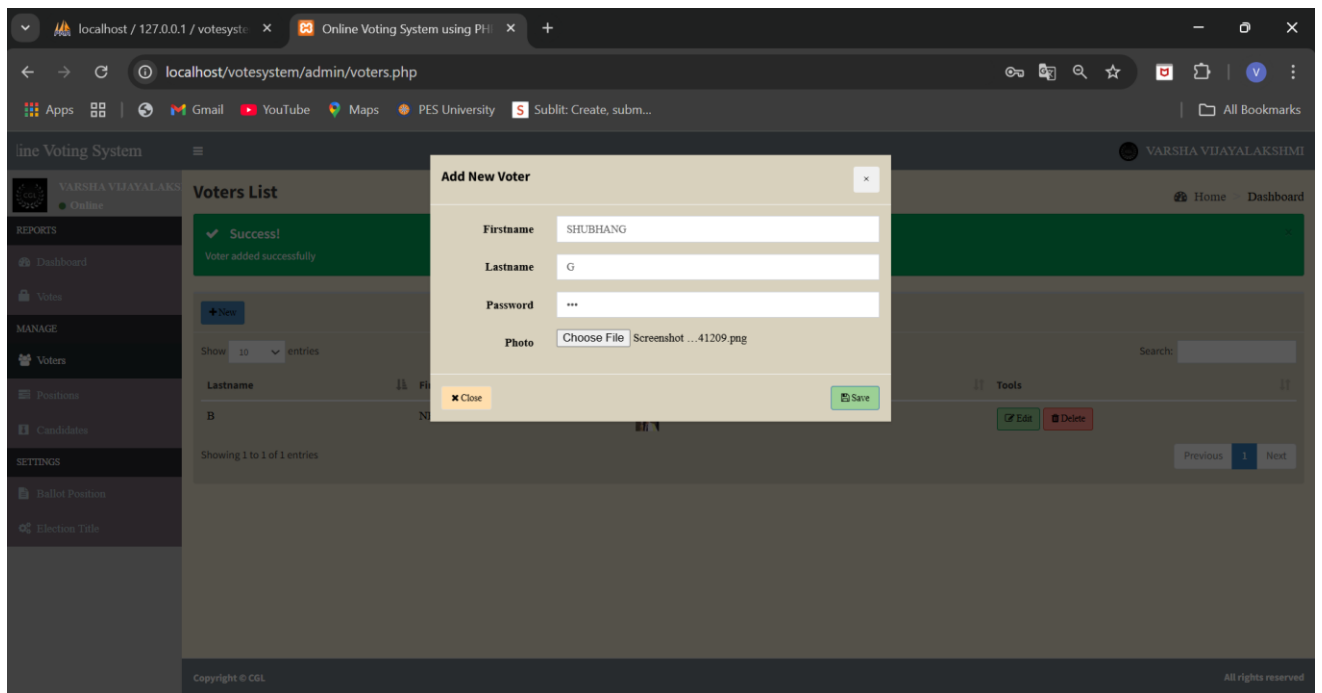 localhost / 127.0.0.1 / votesyste
Online Voting System using PH
localhost/votesystem/admin/voters.php
V
Apps Gmail YouTube Maps PES University S Sublit: Create, subm... All Bookmarks
line Voting System VARSHA VIJAYALAKSHMI
CGL VARSHA VIJAYALAKS
Online
Voters List
Home > Dashboard
REPORTS
Dashboard
Votes
MANAGE
Voters
Positions
Candidates
SETTINGS
Ballot Position
Election Title
Success!
Voter added successfully
+New
Show 10 entries
Search:
Lastname Tools
B Edit Delete
Showing 1 to 1 of 1 entries
Previous 1 Next
Add New Voter ×
Firstname SHUBHANG
Lastname G
Password •••
Photo Choose File Screenshot ...41209.png
Close Save
Copyright © CGL All rights reserved